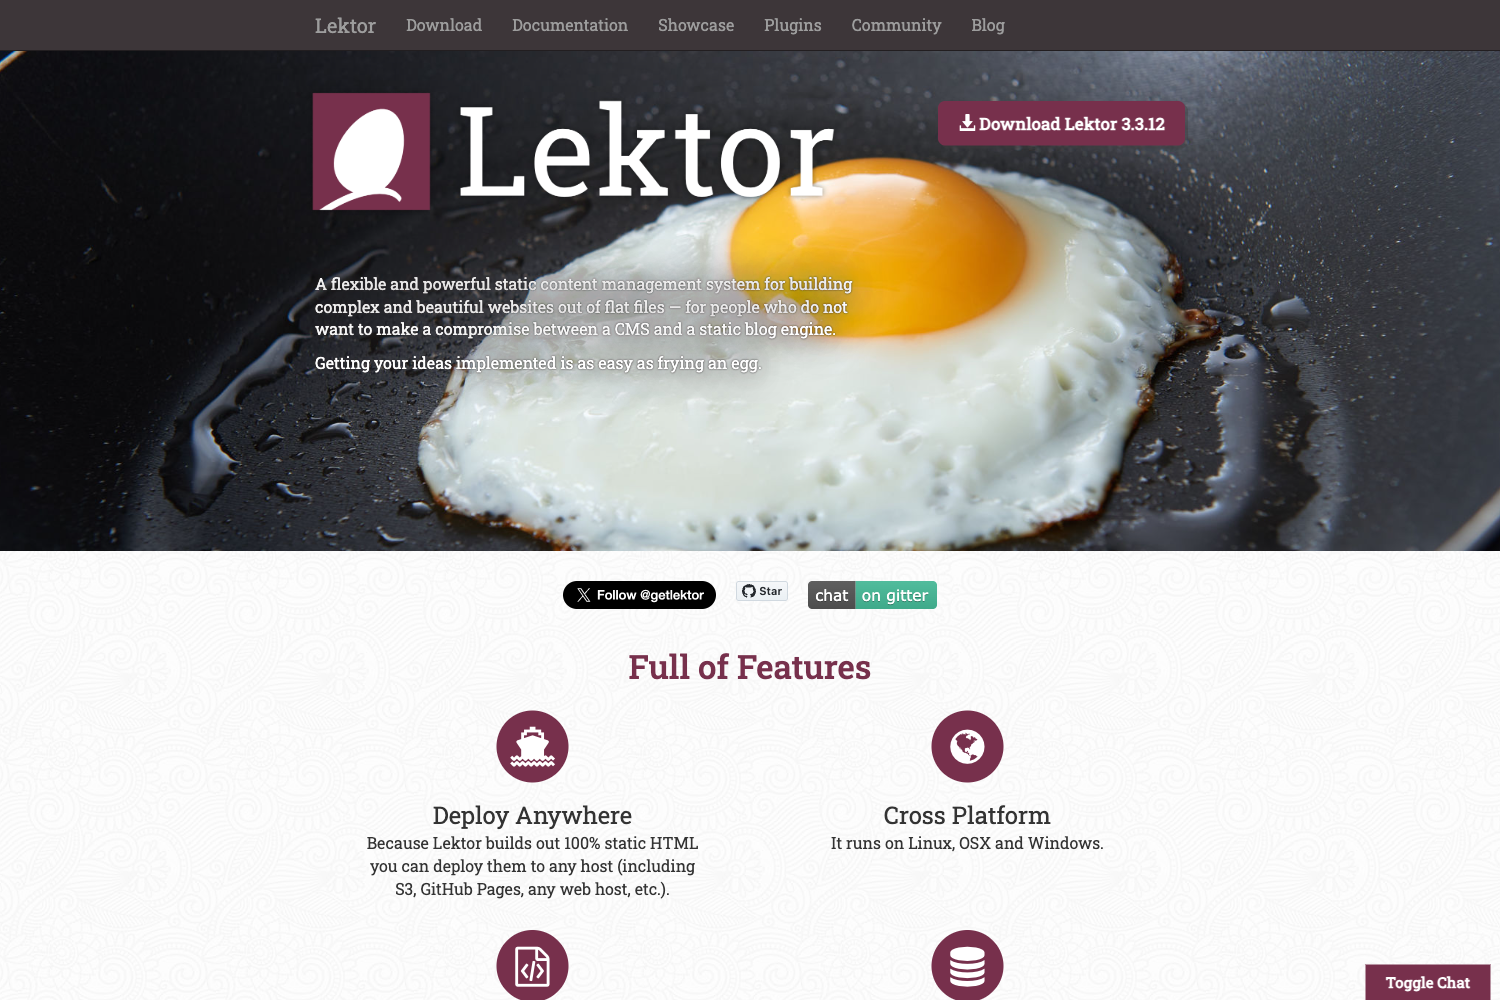 Lektor Download Documentation Showcase Plugins Community Blog
Lektor
Download Lektor 3.3.12
A flexible and powerful static content management system for building
complex and beautiful websites out of flat files — for people who do not
want to make a compromise between a CMS and a static blog engine.
Getting your ideas implemented is as easy as frying an egg.
Follow @getlektor
Star
chat on gitter
Full of Features
Deploy Anywhere
Because Lektor builds out 100% static HTML
you can deploy them to any host (including
S3, GitHub Pages, any web host, etc.).
Cross Platform
It runs on Linux, OSX and Windows.
Toggle Chat